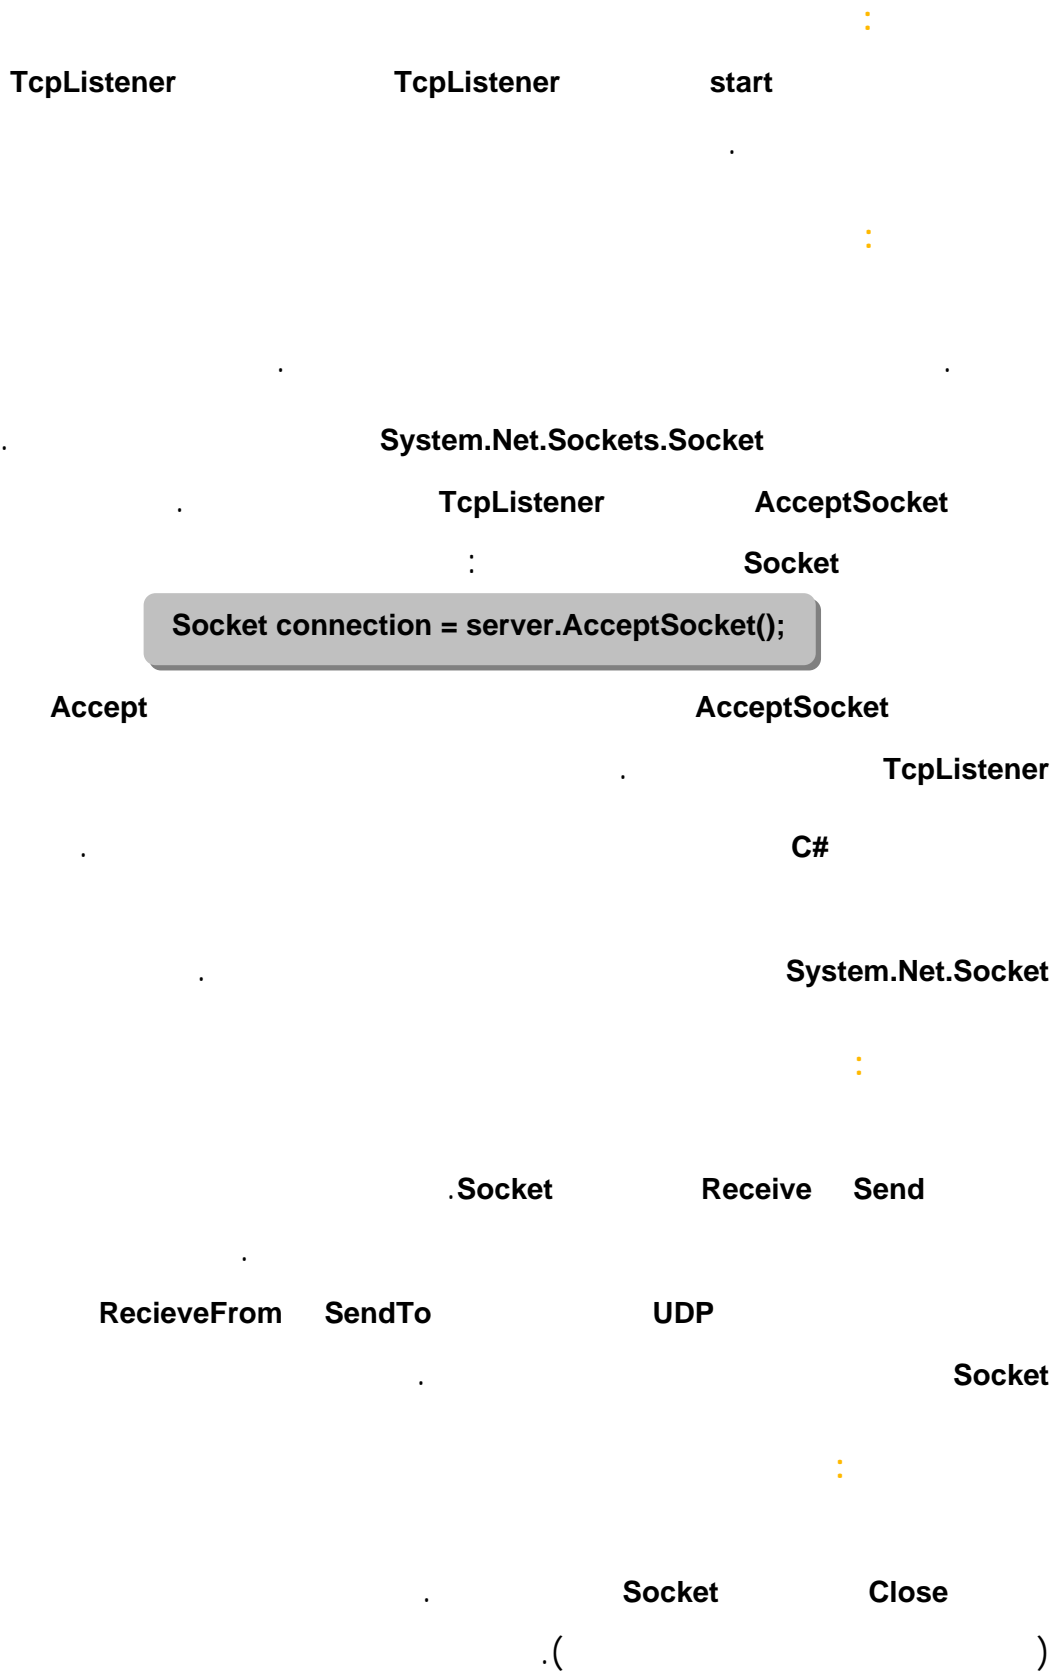 :
TcpListener TcpListener start
.
:
. .
. System.Net.Sockets.Socket
. TcpListener AcceptSocket
: Socket
Socket connection = server.AcceptSocket();
Accept AcceptSocket
. TcpListener
. C#
. System.Net.Socket
:
.Socket Receive Send
.
RecieveFrom SendTo UDP
. Socket
:
. Socket Close
.( )